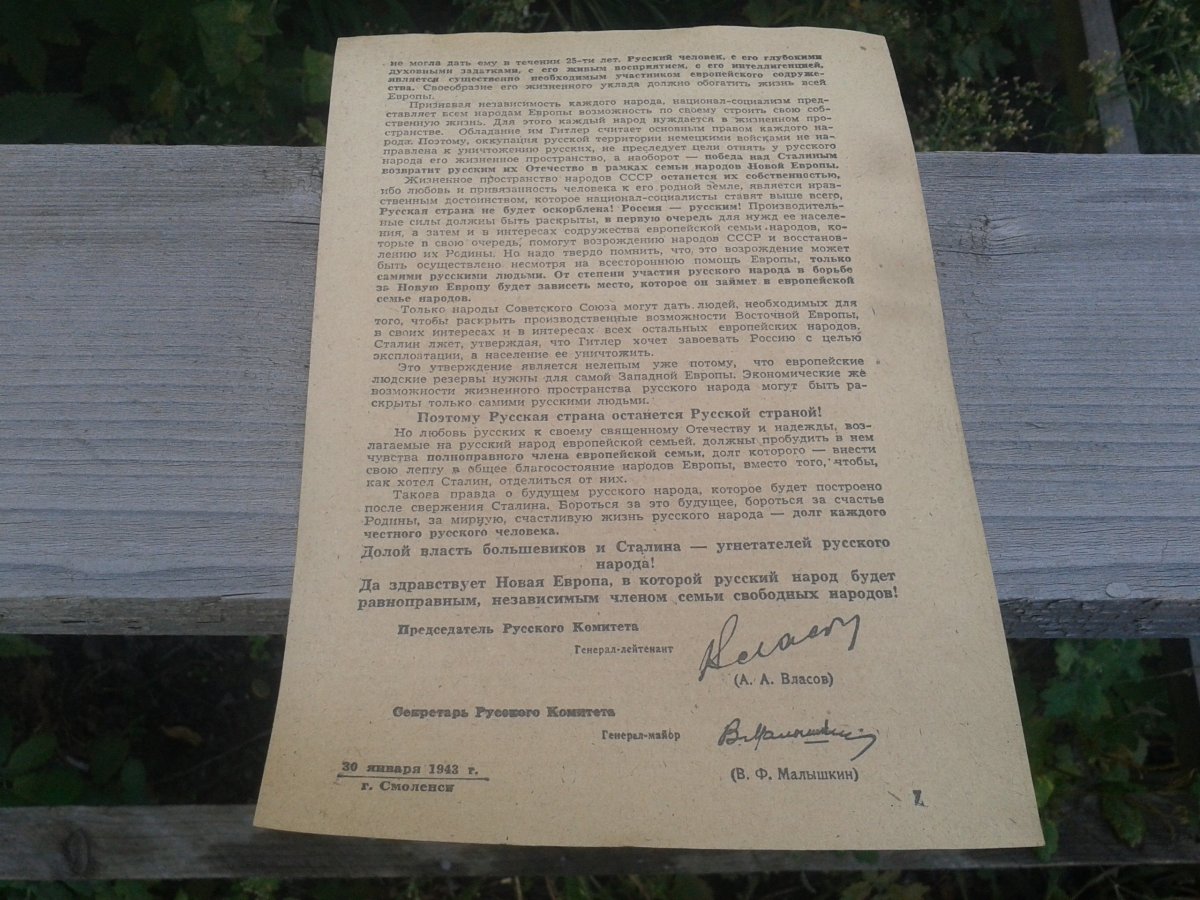 не могла дать ему в течении 25-ти лет. Русский человек, с его глубокими
духовными задатками, с его живым восприятием, с его интеллигенцией,
является существенно необходимым участником европейского содруже-
ства. Своеобразие его жизненного уклада должно обогатить жизнь всей
Европы.
Признавая независимость каждого народа, национал-социализм пред-
ставляет всем народам Европы возможность по своему строить свою соб-
ственную жизнь. Для этого каждый народ нуждается в жизненном про-
странстве. Обладание им Гитлер считает основным правом каждого на-
рода. Поэтому, оккупация русской территории немецкими войсками не на-
правлена к уничтожению русских, не преследует цели отнять у русского
народа его жизненное пространство, а наоборот — победа над Сталиным
возвратит русским их Отечество в рамках семьи народов Новой Европы.
Жизненное пространство народов СССР останется их собственностью,
ибо любовь и привязанность человека к его родной земле, является нрав-
ственным достоинством, которое национал-социалисты ставят выше всего,
Русская страна не будет оскорблена! Россия — русским! Производитель-
ные силы должны быть раскрыты, в первую очередь для нужд ее населе-
ния, а затем и в интересах содружества европейской семьи народов, ко-
торые в свою очередь, помогут возрождению народов СССР и восстанов-
лению их Родины. Но надо твердо помнить, что это возрождение может
быть осуществлено несмотря на всестороннюю помощь Европы, только
самими русскими людьми. От степени участия русского народа в борьбе
за Новую Европу будет зависеть место, которое он займет в европейской
семье народов.
Только народы Советского Союза могут дать людей, необходимых для
того, чтобы раскрыть производственные возможности Восточной Европы,
в своих интересах и в интересах всех остальных европейских народов.
Сталин лжет, утверждая, что Гитлер хочет завоевать Россию с целью
эксплоатации, а население ее уничтожить.
Это утверждение является нелепым уже потому, что европейские
людские резервы нужны для самой Западной Европы. Экономические же
возможности жизненного пространства русского народа могут быть ра-
скрыты только самими русскими людьми.
Поэтому Русская страна останется Русской страной!
Но любовь русских к своему священному Отечеству и надежды, воз-
лагаемые на русский народ европейской семьей, должны пробудить в нем
чувства полноправного члена европейской семьи, долг которого — внести
свою лепту в общее благосостояние народов Европы, вместо того, чтобы,
как хотел Сталин, отделиться от них.
Такова правда о будущем русского народа, которое будет построено
после свержения Сталина. Бороться за это будущее, бороться за счастье
Родины, за мирную, счастливую жизнь русского народа — долг каждого
честного русского человека.
Долой власть большевиков и Сталина — угнетателей русского
народа!
Да здравствует Новая Европа, в которой русский народ будет
равноправным, независимым членом семьи свободных народов!
Председатель Русского Комитета
Генерал-лейтенант Власов
(А. А. Власов)
Секретарь Русского Комитета
Генерал-майор В. Малышкин
(В. Ф. Малышкин)
30 января 1943 г.
г. Смоленск
Z